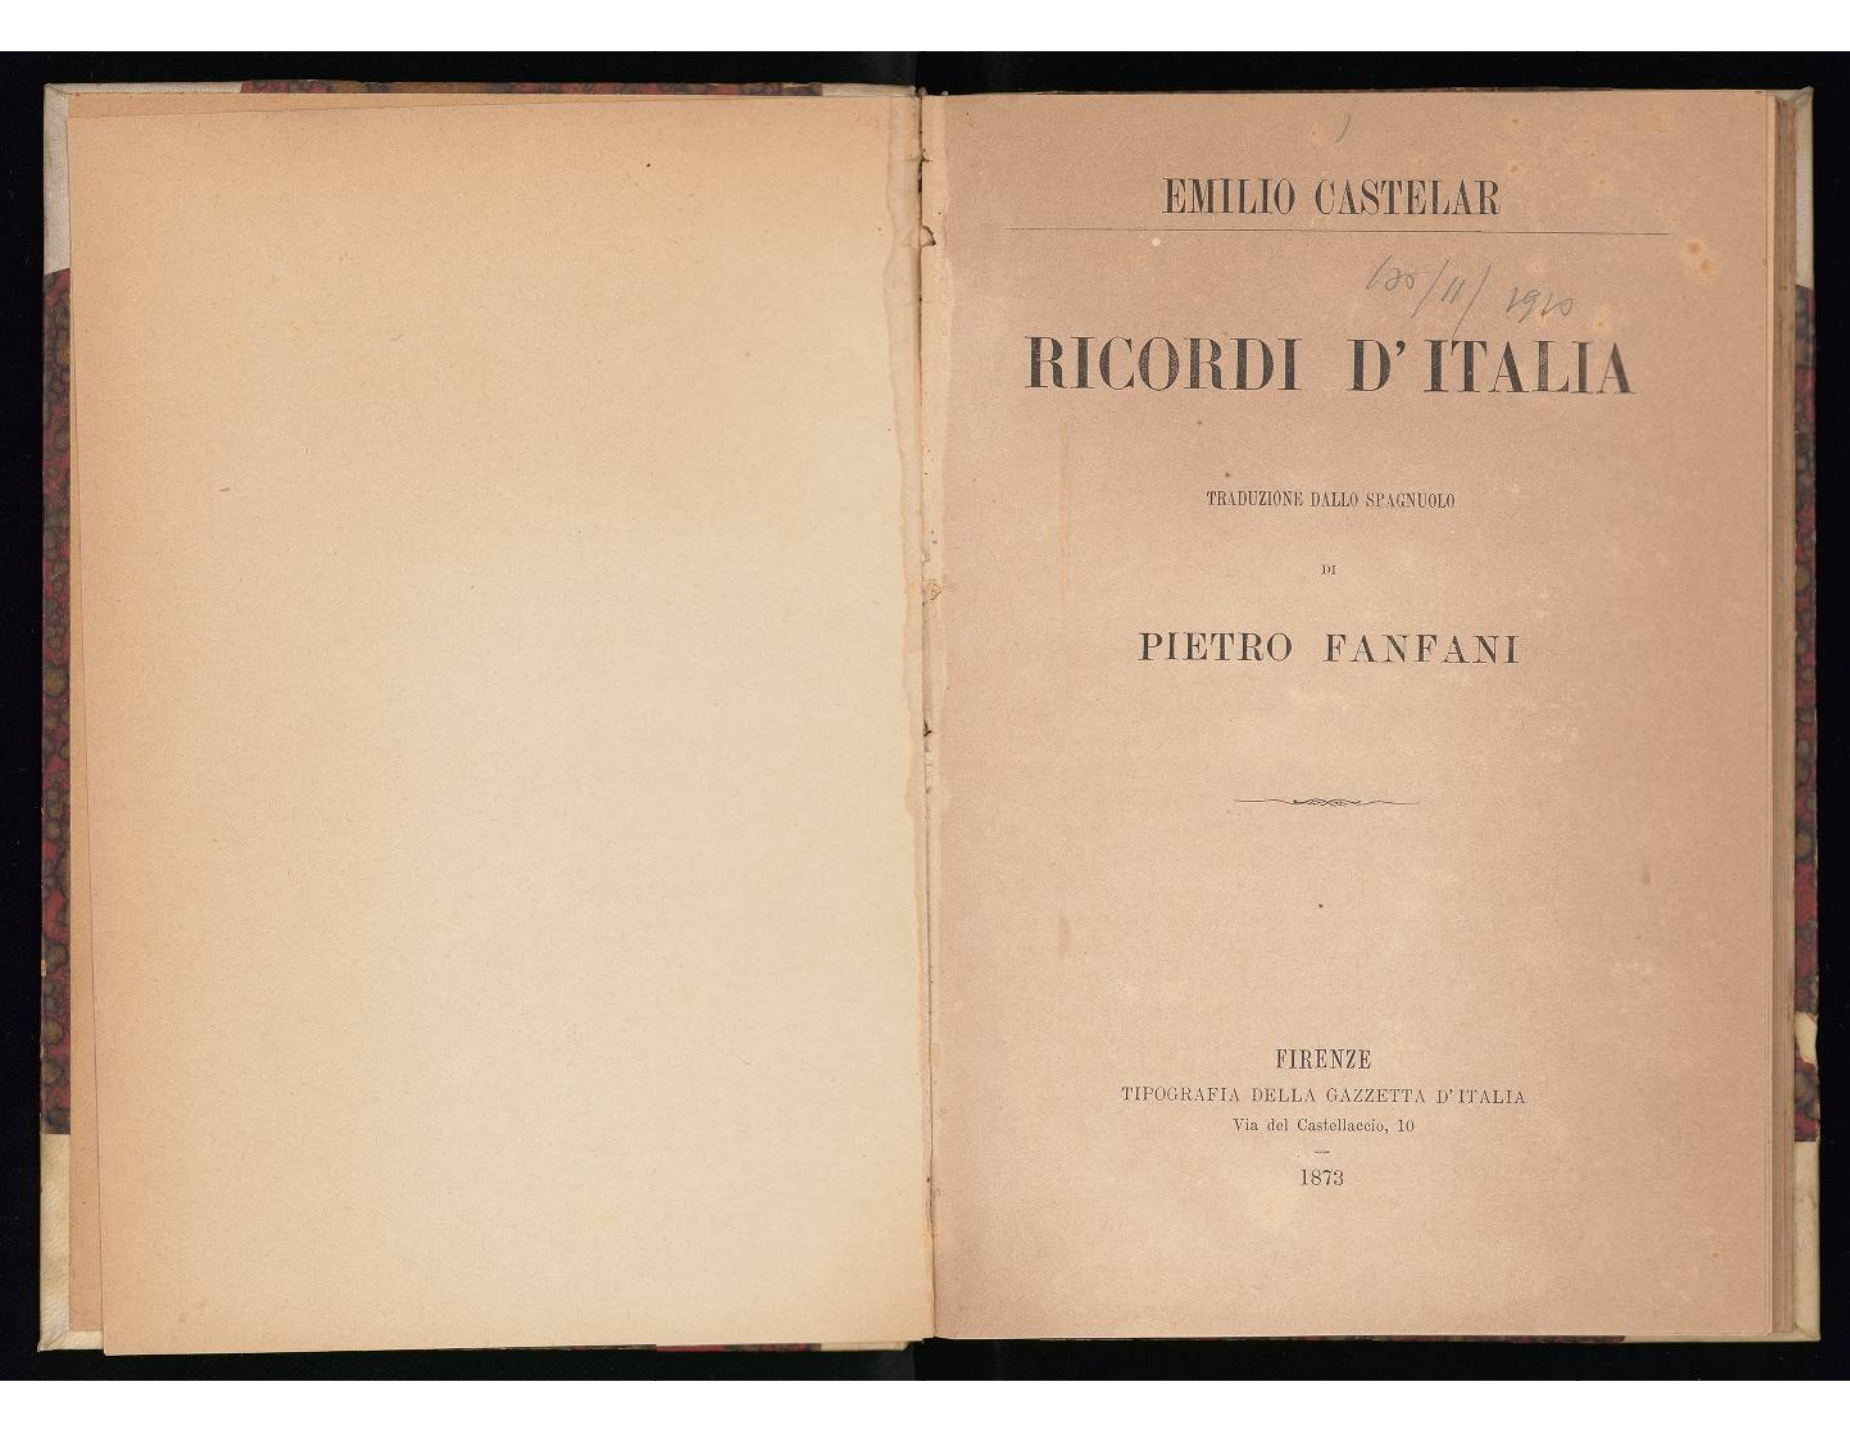 EMILIO CASTELAR
RICORDI D'ITALIA
TRADUZIONE DALLO SPAGNUOLO
DI
PIETRO FANFANI
FIRENZE
TIPOGRAFIA DELLA GAZZETTA D'ITALIA
Via del Castellaccio, 10
—
1873